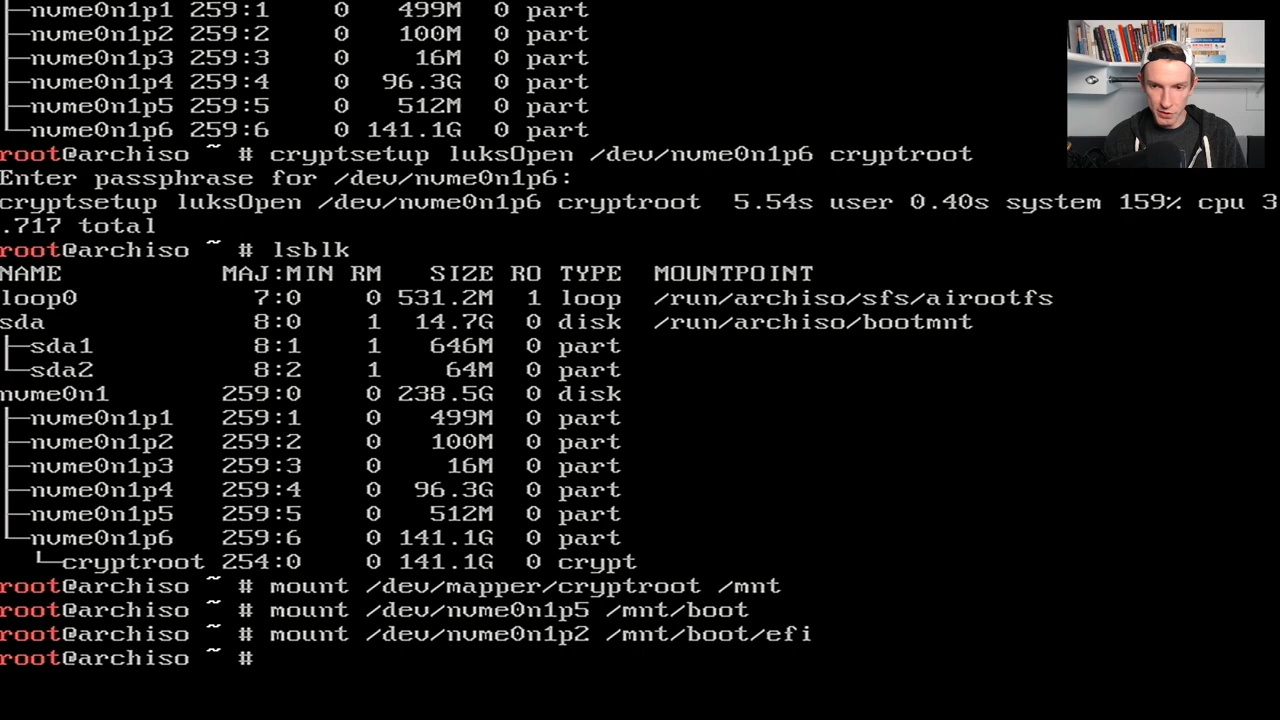 ├─nvme0n1p1 259:1    0   499M  0 part
├─nvme0n1p2 259:2    0   100M  0 part
├─nvme0n1p3 259:3    0    16M  0 part
├─nvme0n1p4 259:4    0  96.3G  0 part
├─nvme0n1p5 259:5    0   512M  0 part
└─nvme0n1p6 259:6    0 141.1G  0 part
root@archiso ~ # cryptsetup luksOpen /dev/nvme0n1p6 cryptroot
Enter passphrase for /dev/nvme0n1p6:
cryptsetup luksOpen /dev/nvme0n1p6 cryptroot  5.54s user 0.40s system 159% cpu 3
.717 total
root@archiso ~ # lsblk
NAME          MAJ:MIN RM   SIZE RO TYPE  MOUNTPOINT
loop0           7:0    0 531.2M  1 loop  /run/archiso/sfs/airootfs
sda             8:0    1  14.7G  0 disk  /run/archiso/bootmnt
├─sda1          8:1    1   646M  0 part
└─sda2          8:2    1    64M  0 part
nvme0n1       259:0    0 238.5G  0 disk
├─nvme0n1p1   259:1    0   499M  0 part
├─nvme0n1p2   259:2    0   100M  0 part
├─nvme0n1p3   259:3    0    16M  0 part
├─nvme0n1p4   259:4    0  96.3G  0 part
├─nvme0n1p5   259:5    0   512M  0 part
└─nvme0n1p6   259:6    0 141.1G  0 part
  └─cryptroot 254:0    0 141.1G  0 crypt
root@archiso ~ # mount /dev/mapper/cryptroot /mnt
root@archiso ~ # mount /dev/nvme0n1p5 /mnt/boot
root@archiso ~ # mount /dev/nvme0n1p2 /mnt/boot/efi
root@archiso ~ #